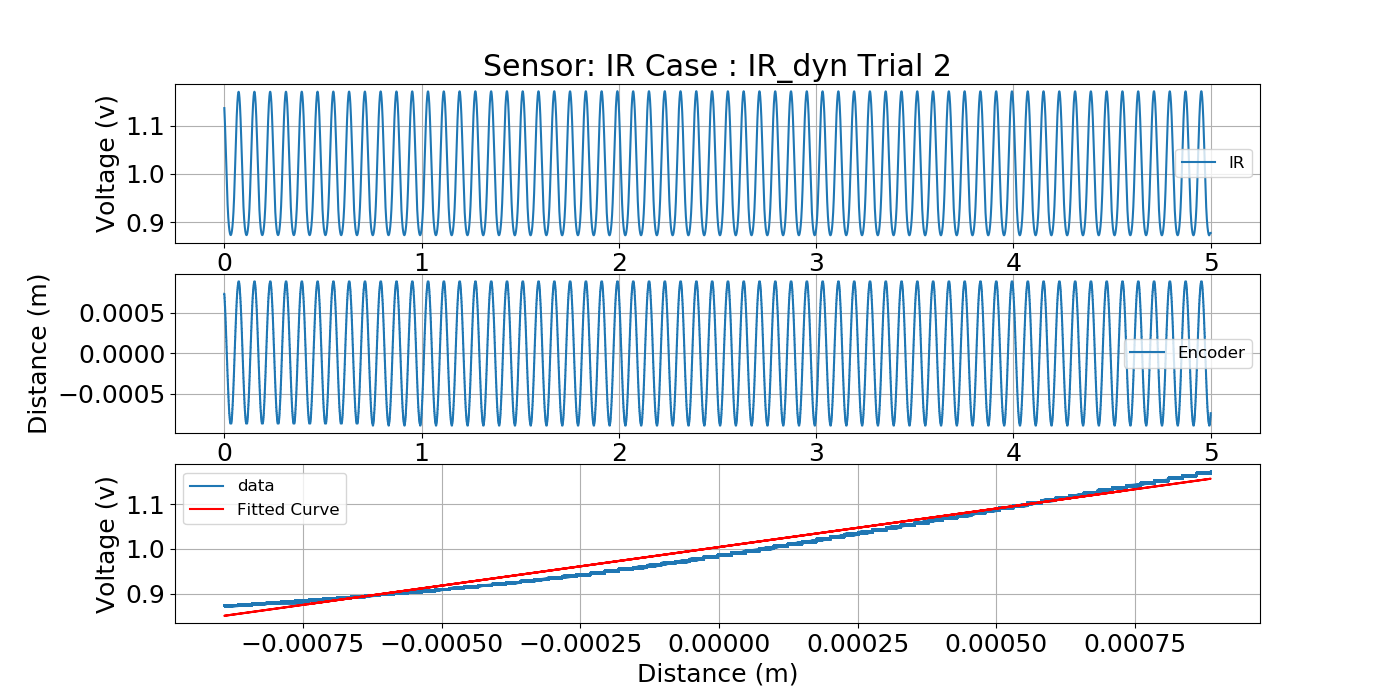 Sensor: IR Case : IR_dyn Trial 2
Voltage (v)
1.1
1.0
0.9
IR
0 1 2 3 4 5
Distance (m)
0.0005
0.0000
−0.0005
Encoder
0 1 2 3 4 5
Voltage (v)
1.1
1.0
0.9
data
Fitted Curve
−0.00075 −0.00050 −0.00025 0.00000 0.00025 0.00050 0.00075
Distance (m)